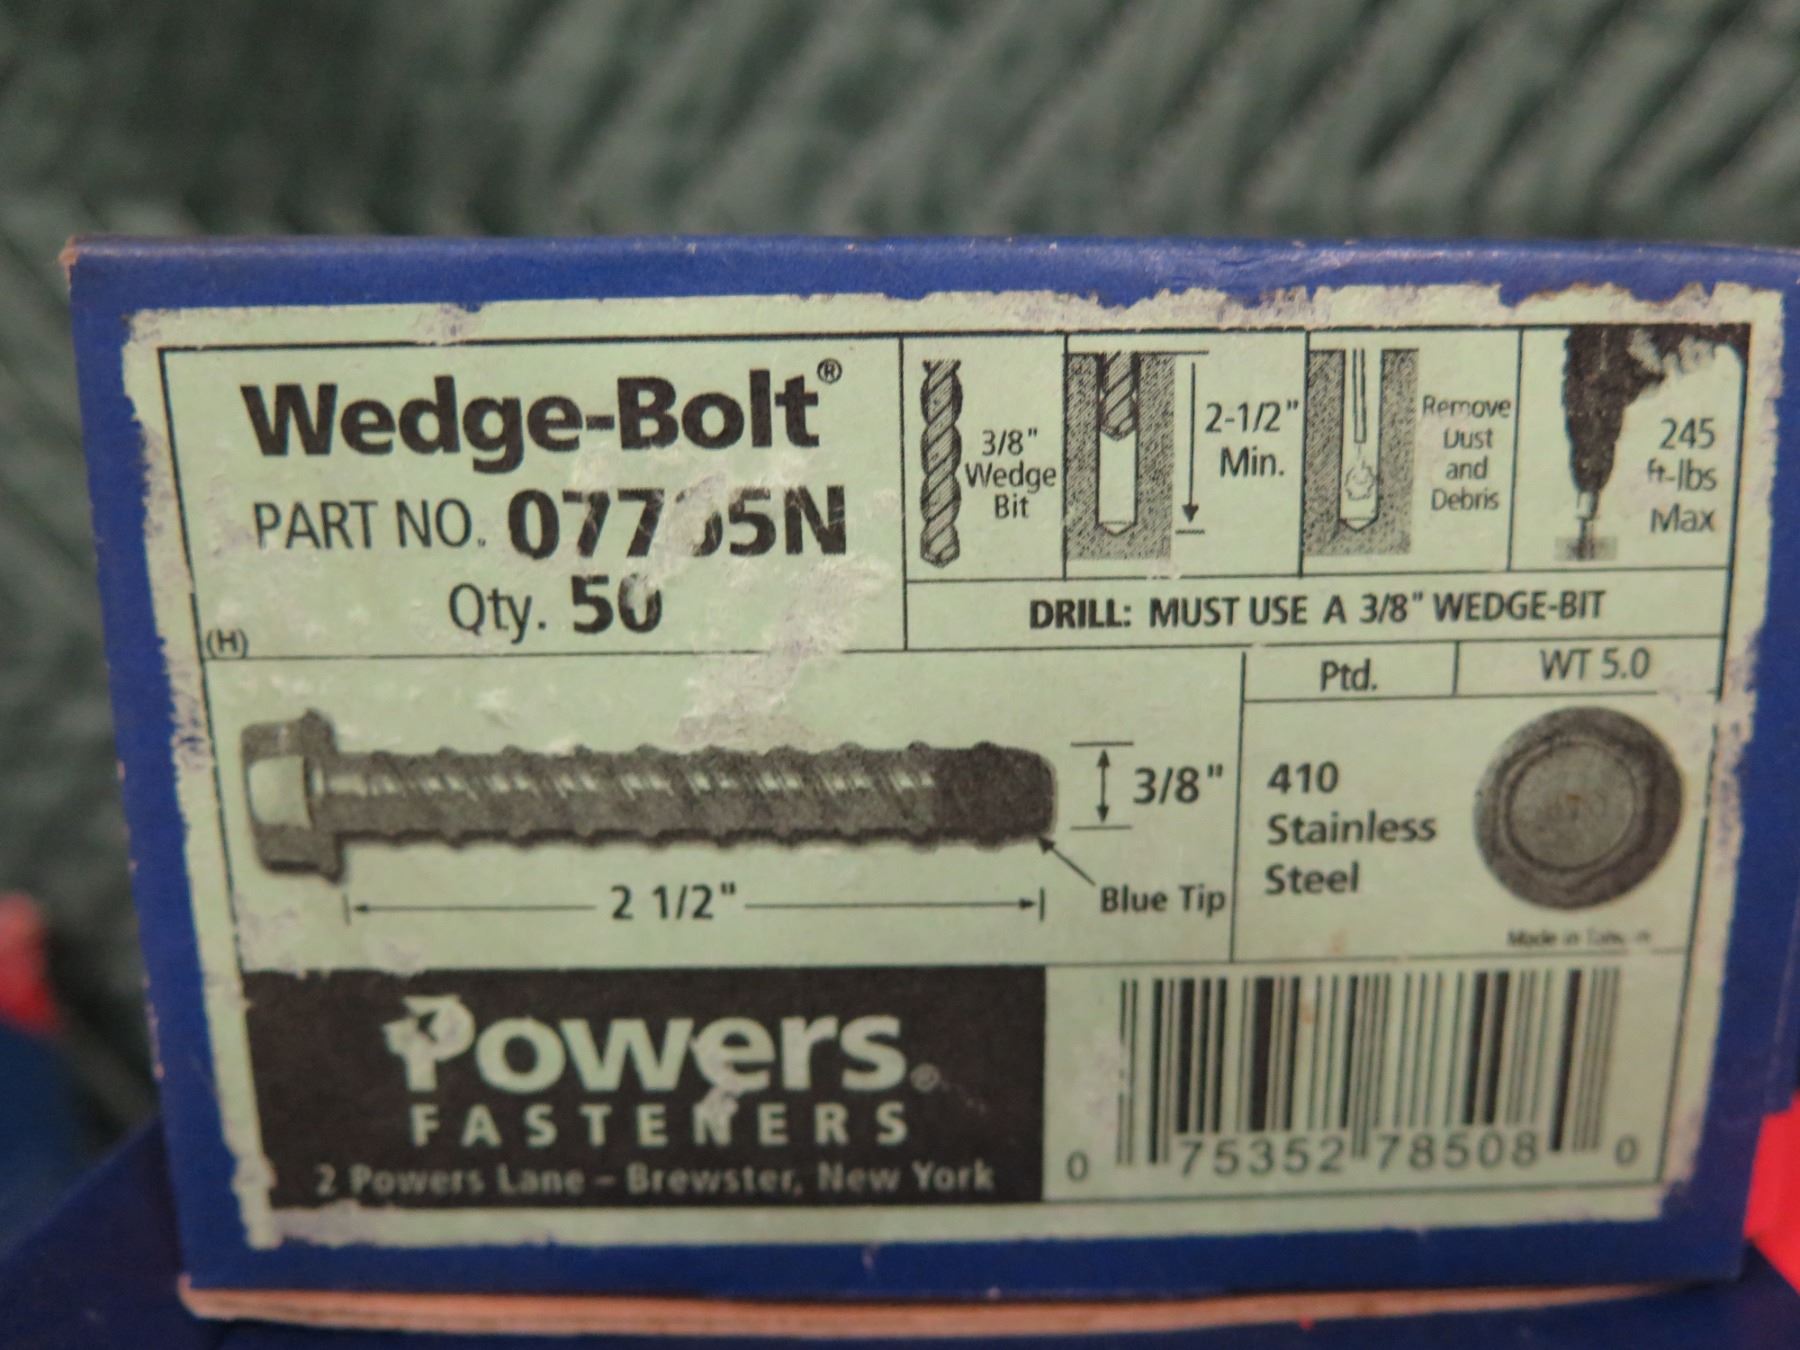 Wedge-Bolt®
PART NO.
Qty. 50
(H)
3/8"
Wedge
Bit
2-1/2"
Min.
Remove
Dust
and
Debris
245
ft-lbs
Max
DRILL: MUST USE A 3/8" WEDGE-BIT
Ptd.
WT 5.0
3/8"
2 1/2"
Blue Tip
410
Stainless
Steel
Made in
Powers®
FASTENERS
2 Powers Lane – Brewster, New York
0 75352 78508 0